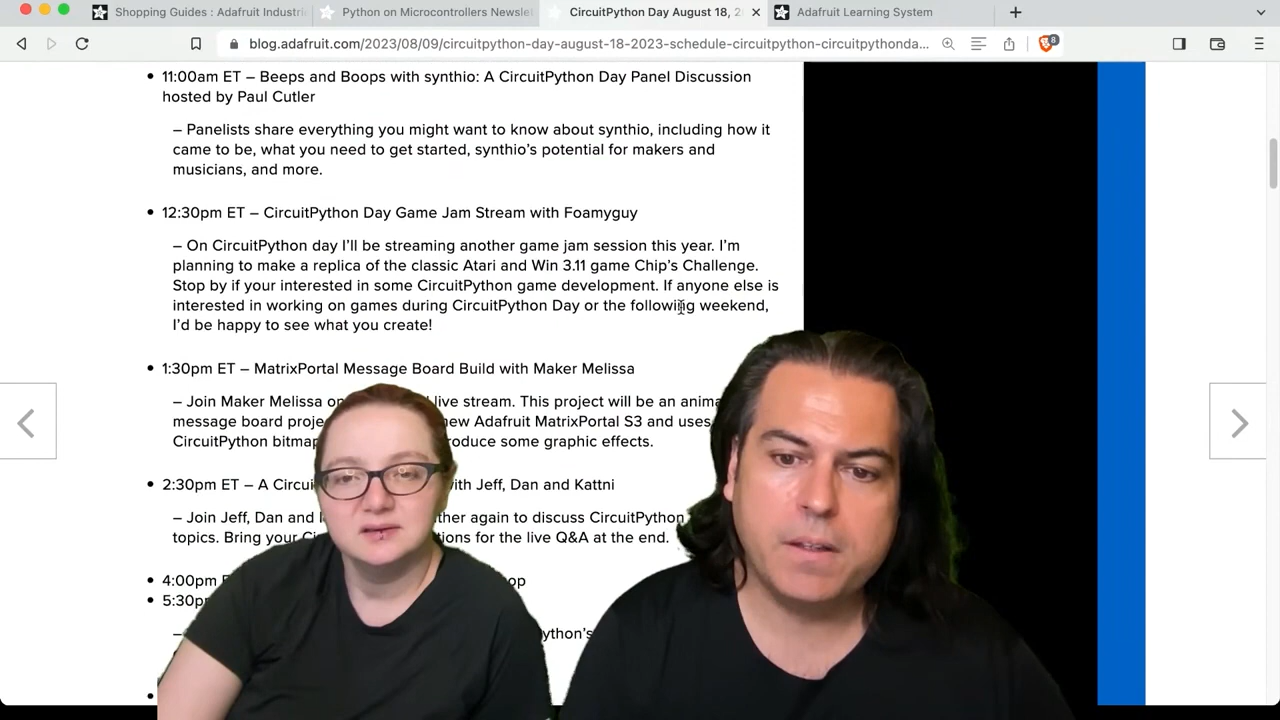 Shopping Guides : Adafruit Industri
Python on Microcontrollers Newslet
CircuitPython Day August 18, 2
Adafruit Learning System
blog.adafruit.com/2023/08/09/circuitpython-day-august-18-2023-schedule-circuitpython-circuitpythonda...
8
• 11:00am ET – Beeps and Boops with synthio: A CircuitPython Day Panel Discussion
hosted by Paul Cutler
– Panelists share everything you might want to know about synthio, including how it
came to be, what you need to get started, synthio's potential for makers and
musicians, and more.
• 12:30pm ET – CircuitPython Day Game Jam Stream with Foamyguy
– On CircuitPython day I'll be streaming another game jam session this year. I'm
planning to make a replica of the classic Atari and Win 3.11 game Chip's Challenge.
Stop by if your interested in some CircuitPython game development. If anyone else is
interested in working on games during CircuitPython Day or the following weekend,
I'd be happy to see what you create!
• 1:30pm ET – MatrixPortal Message Board Build with Maker Melissa
– Join Maker Melissa on live stream. This project will be an anima
message board proje new Adafruit MatrixPortal S3 and uses
CircuitPython bitmap roduce some graphic effects.
• 2:30pm ET – A Circui with Jeff, Dan and Kattni
– Join Jeff, Dan and ther again to discuss CircuitPython
topics. Bring your Ci tions for the live Q&A at the end.
• 4:00pm op
• 5:30p
– ython's
•